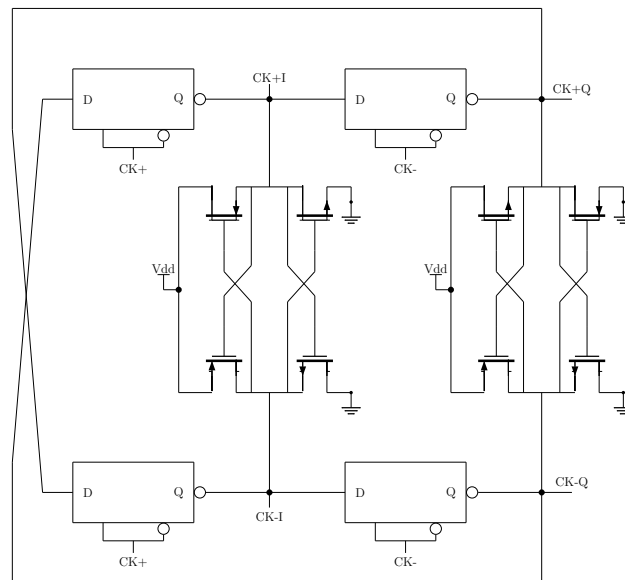 CK+I
D Q
D Q
CK+Q
CK+
CK-
Vdd
Vdd
CK-Q
D Q
D Q
CK-I
CK+
CK-